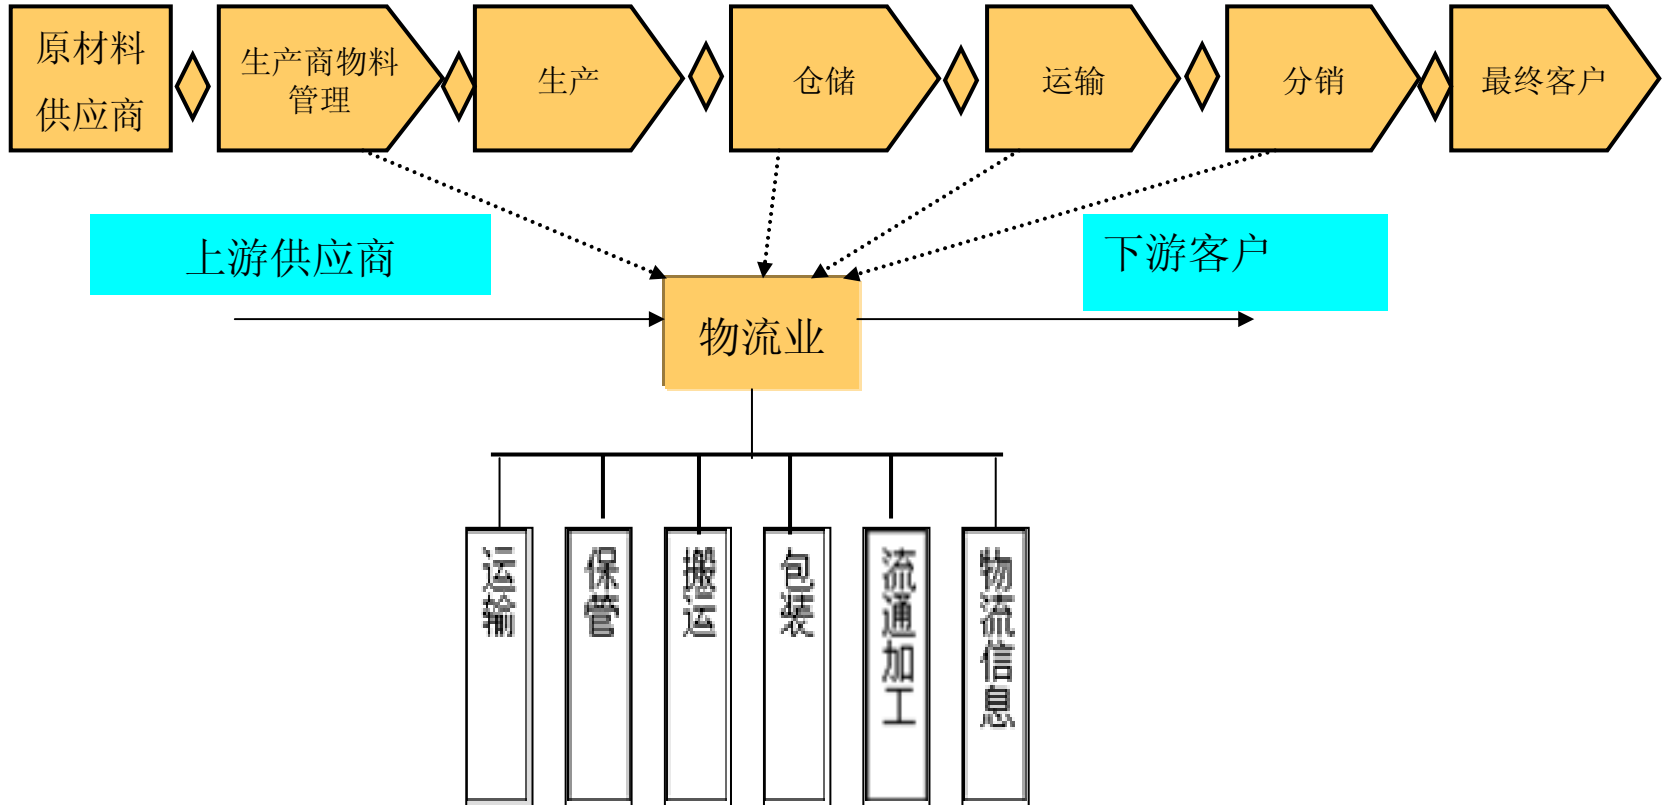 原材料
供应商
生产商物料
管理
生产
仓储
运输
分销
最终客户
上游供应商
下游客户
物流业
运输
保管
搬运
包装
流通加工
物流信息